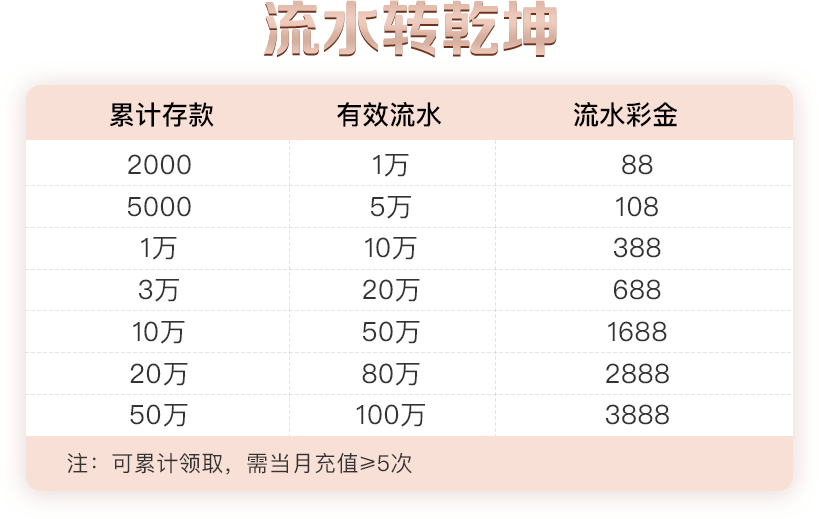 流水转乾坤
累计存款 有效流水 流水彩金
2000 1万 88
5000 5万 108
1万 10万 388
3万 20万 688
10万 50万 1688
20万 80万 2888
50万 100万 3888
注：可累计领取，需当月充值≥5次